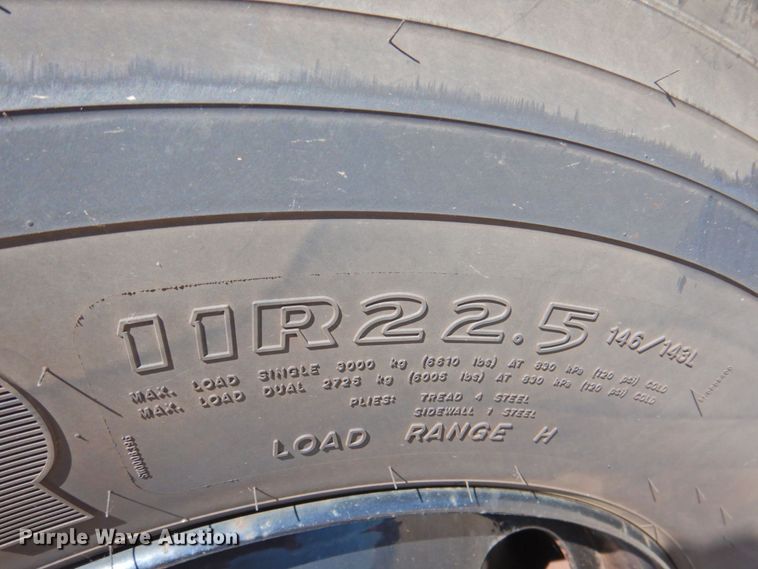 11R22.5 146/143L
MAX. LOAD SINGLE 3000 kg (6610 lbs) AT 830 kPa (120 psi) COLD
MAX. LOAD DUAL 2725 kg (6005 lbs) AT 830 kPa (120 psi) COLD
PLIES: TREAD 4 STEEL
SIDEWALL 1 STEEL
LOAD RANGE H
Purple Wave Auction